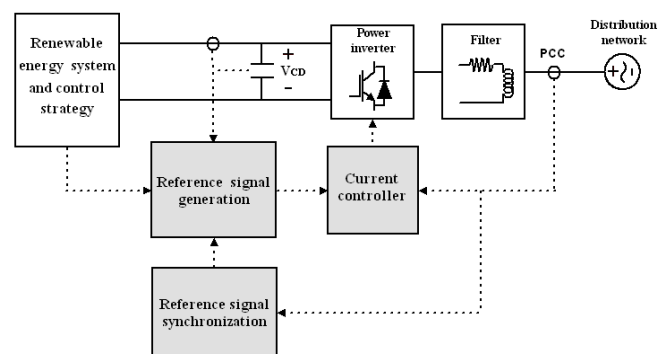 Renewable
energy system
and control
strategy
+
VCD
-
Power
inverter
Filter
PCC
Distribution
network
Reference signal
generation
Current
controller
Reference signal
synchronization